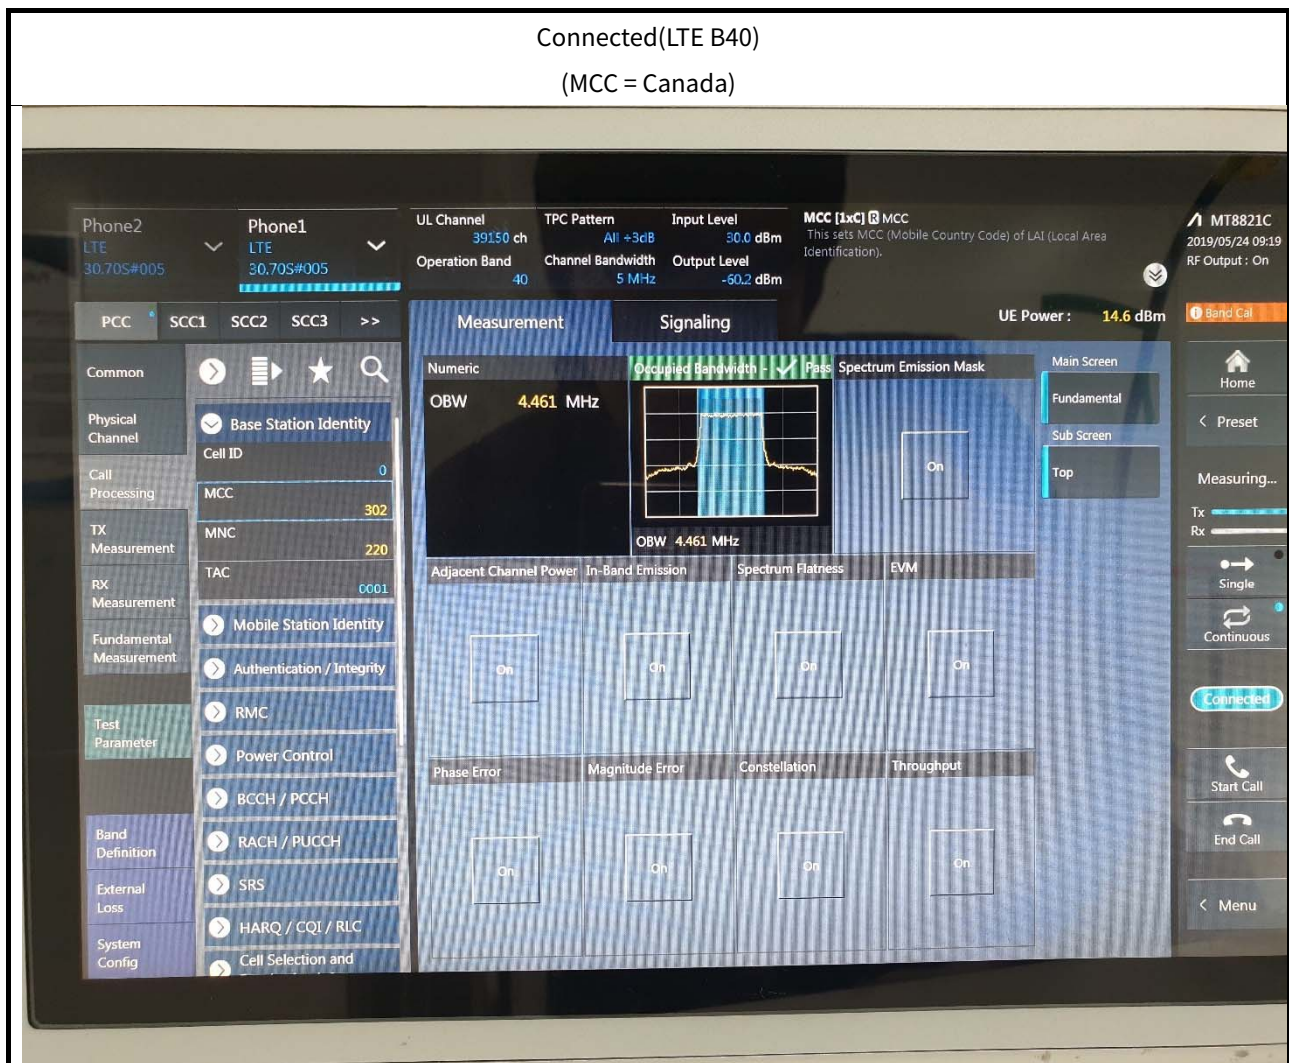 Connected(LTE B40)
(MCC = Canada)
Phone2
LTE
30.70S#005
Phone1
LTE
30.70S#005
UL Channel
39150 ch
Operation Band
40
TPC Pattern
All +3dB
Channel Bandwidth
5 MHz
Input Level
30.0 dBm
Output Level
-60.2 dBm
MCC [1xC] R MCC
This sets MCC (Mobile Country Code) of LAI (Local Area
Identification).
MT8821C
2019/05/24 09:19
RF Output : On
PCC SCC1 SCC2 SCC3 >>
Measurement
Signaling
UE Power : 14.6 dBm
Band Cal
Common
Physical
Channel
Call
Processing
TX
Measurement
RX
Measurement
Fundamental
Measurement
Test
Parameter
Band
Definition
External
Loss
System
Config
Base Station Identity
Cell ID
0
MCC
302
MNC
220
TAC
0001
Mobile Station Identity
Authentication / Integrity
RMC
Power Control
BCCH / PCCH
RACH / PUCCH
SRS
HARQ / CQI / RLC
Cell Selection and
Numeric
OBW 4.461 MHz
Occupied Bandwidth - Pass
OBW 4.461 MHz
Spectrum Emission Mask
On
Adjacent Channel Power
On
In-Band Emission
On
Spectrum Flatness
On
EVM
On
Phase Error
On
Magnitude Error
On
Constellation
On
Throughput
On
Main Screen
Fundamental
Sub Screen
Top
Home
< Preset
Measuring...
Tx
Rx
Single
Continuous
Connected
Start Call
End Call
< Menu